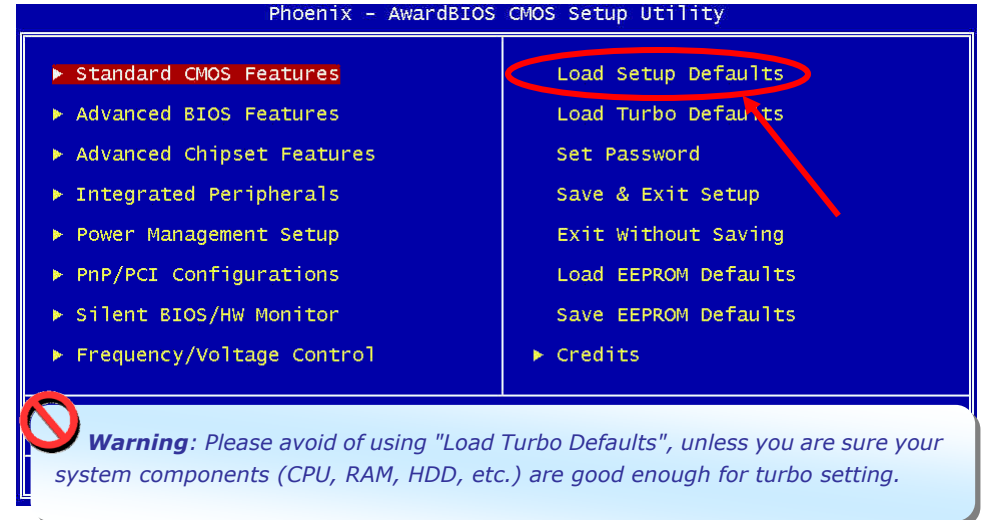 Phoenix - AwardBIOS CMOS Setup Utility
▶ Standard CMOS Features
▶ Advanced BIOS Features
▶ Advanced Chipset Features
▶ Integrated Peripherals
▶ Power Management Setup
▶ PnP/PCI Configurations
▶ Silent BIOS/HW Monitor
▶ Frequency/Voltage Control
Load Setup Defaults
Load Turbo Defaults
Set Password
Save & Exit Setup
Exit Without Saving
Load EEPROM Defaults
Save EEPROM Defaults
▶ Credits
Warning: Please avoid of using "Load Turbo Defaults", unless you are sure your
system components (CPU, RAM, HDD, etc.) are good enough for turbo setting.